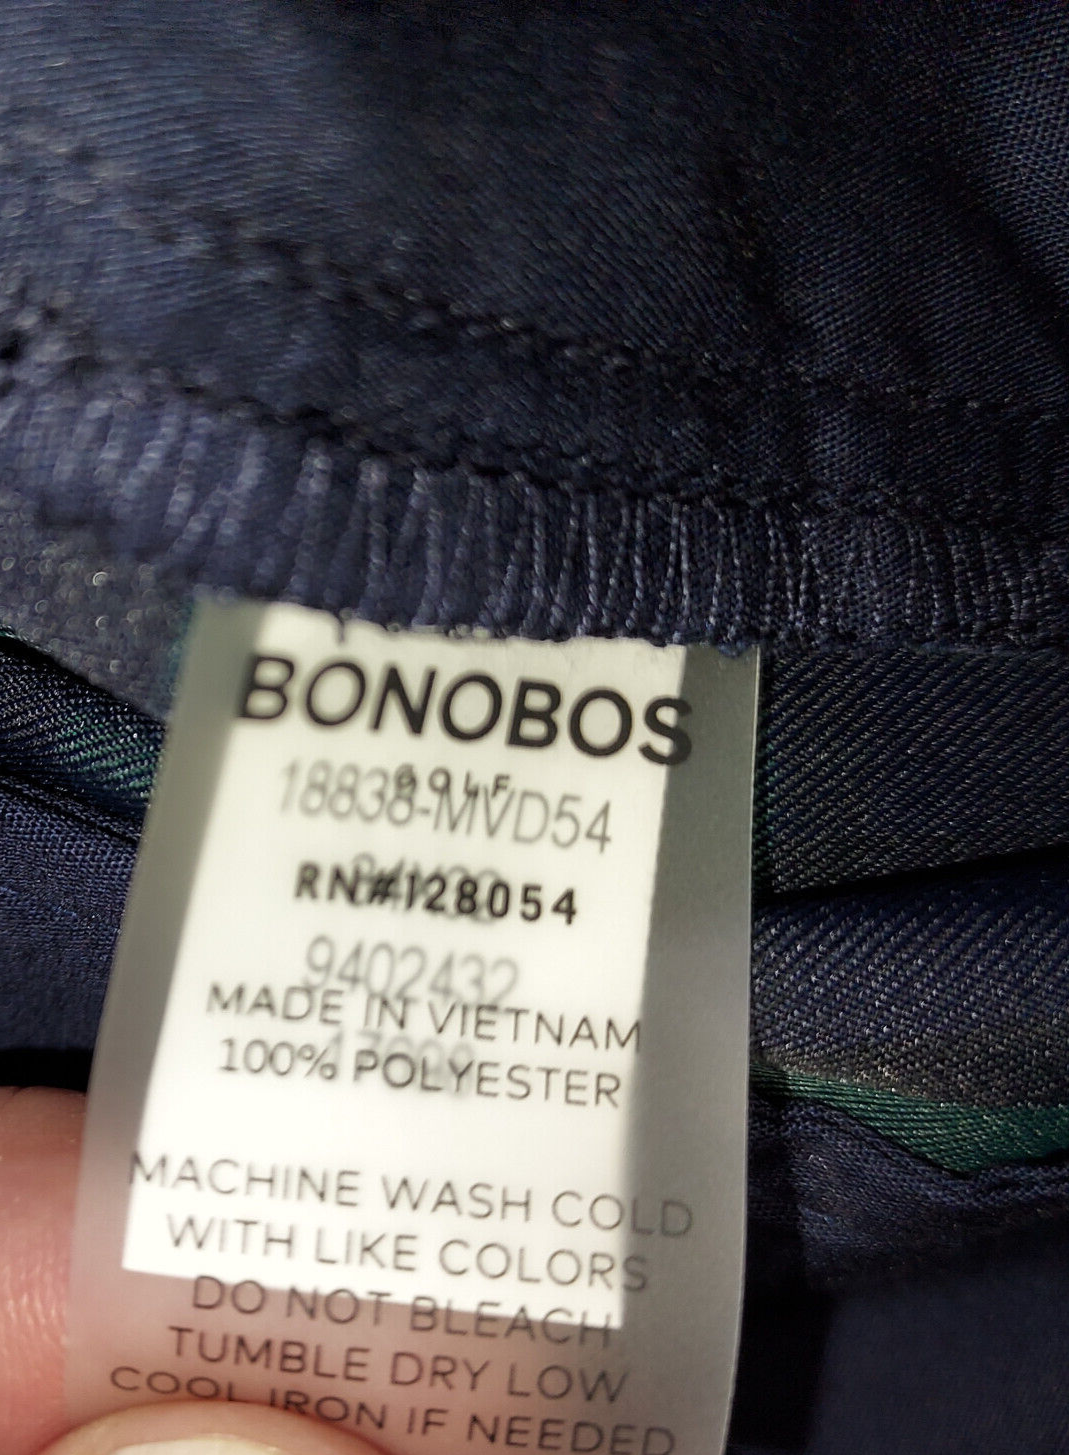 BONOBOS
GOLF
18838-MVD54
RN#128054
9402432
MADE IN VIETNAM
100% POLYESTER
MACHINE WASH COLD
WITH LIKE COLORS
DO NOT BLEACH
TUMBLE DRY LOW
COOL IRON IF NEEDED